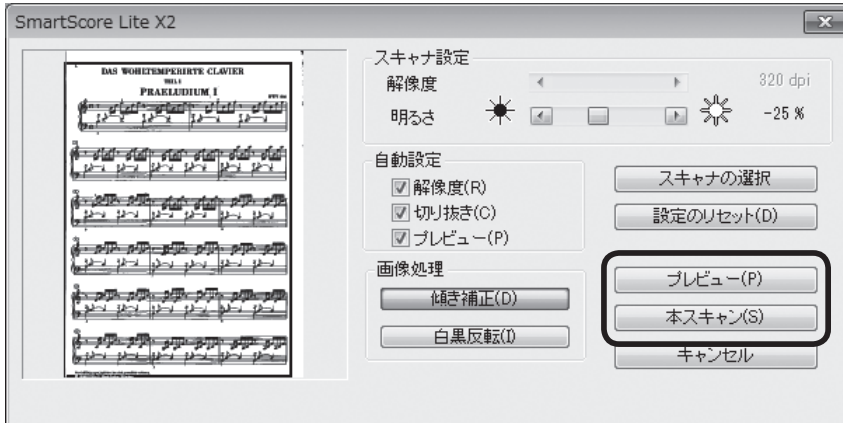 SmartScore Lite X2
DAS WOHLTEMPERIRTE CLAVIER
TEIL I
PRAELUDIUM I
スキャナ設定
解像度
320 dpi
明るさ
-25 %
自動設定
解像度(R)
切り抜き(C)
プレビュー(P)
スキャナの選択
設定のリセット(D)
画像処理
傾き補正(D)
白黒反転(I)
プレビュー(P)
本スキャン(S)
キャンセル